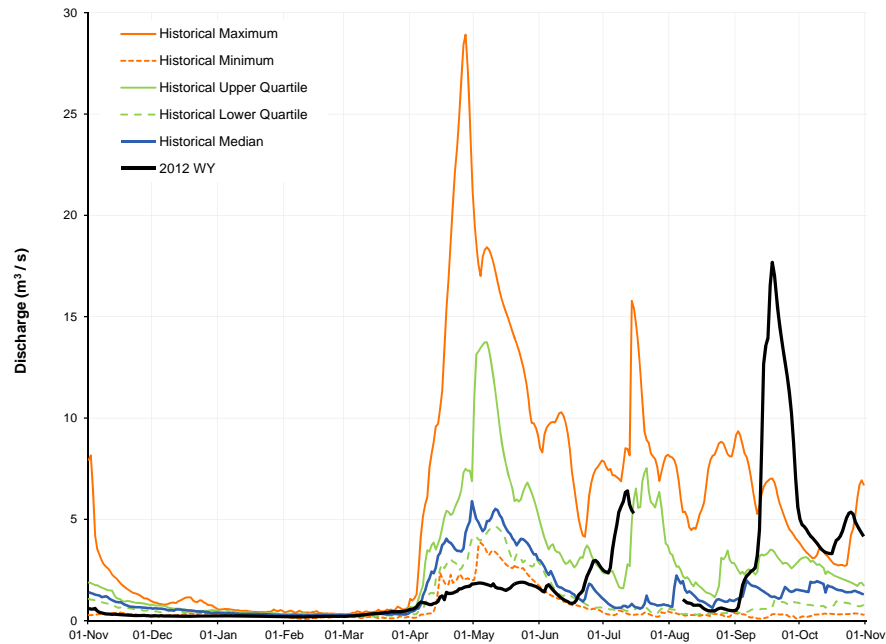 30
25
20
15
10
5
0
Discharge (m³ / s)
Historical Maximum
Historical Minimum
Historical Upper Quartile
Historical Lower Quartile
Historical Median
2012 WY
01-Nov 01-Dec 01-Jan 01-Feb 01-Mar 01-Apr 01-May 01-Jun 01-Jul 01-Aug 01-Sep 01-Oct 01-Nov